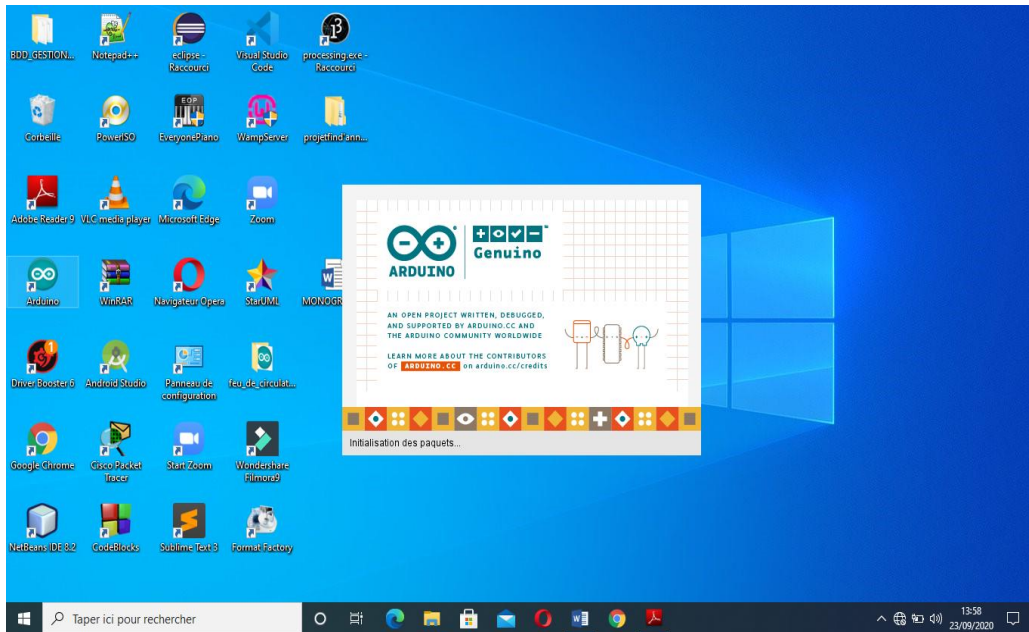 BDD_GESTION...
Notepad++
eclipse -
Raccourci
Visual Studio
Code
processing.exe -
Raccourci
Corbeille
PowerISO
EveryonePiano
WampServer
projetfind'ann...
Adobe Reader 9
VLC media player
Microsoft Edge
Zoom
Arduino
WinRAR
Navigateur Opera
StarUML
MONOGR
Driver Booster 6
Android Studio
Panneau de
configuration
feu_de_circulat...
Google Chrome
Cisco Packet
Tracer
Start Zoom
Wondershare
Filmora9
NetBeans IDE 8.2
CodeBlocks
Sublime Text 3
Format Factory
ARDUINO
Genuino
AN OPEN PROJECT WRITTEN, DEBUGGED,
AND SUPPORTED BY ARDUINO.CC AND
THE ARDUINO COMMUNITY WORLDWIDE
LEARN MORE ABOUT THE CONTRIBUTORS
OF ARDUINO.CC on arduino.cc/credits
Initialisation des paquets...
Taper ici pour rechercher
13:58
23/09/2020